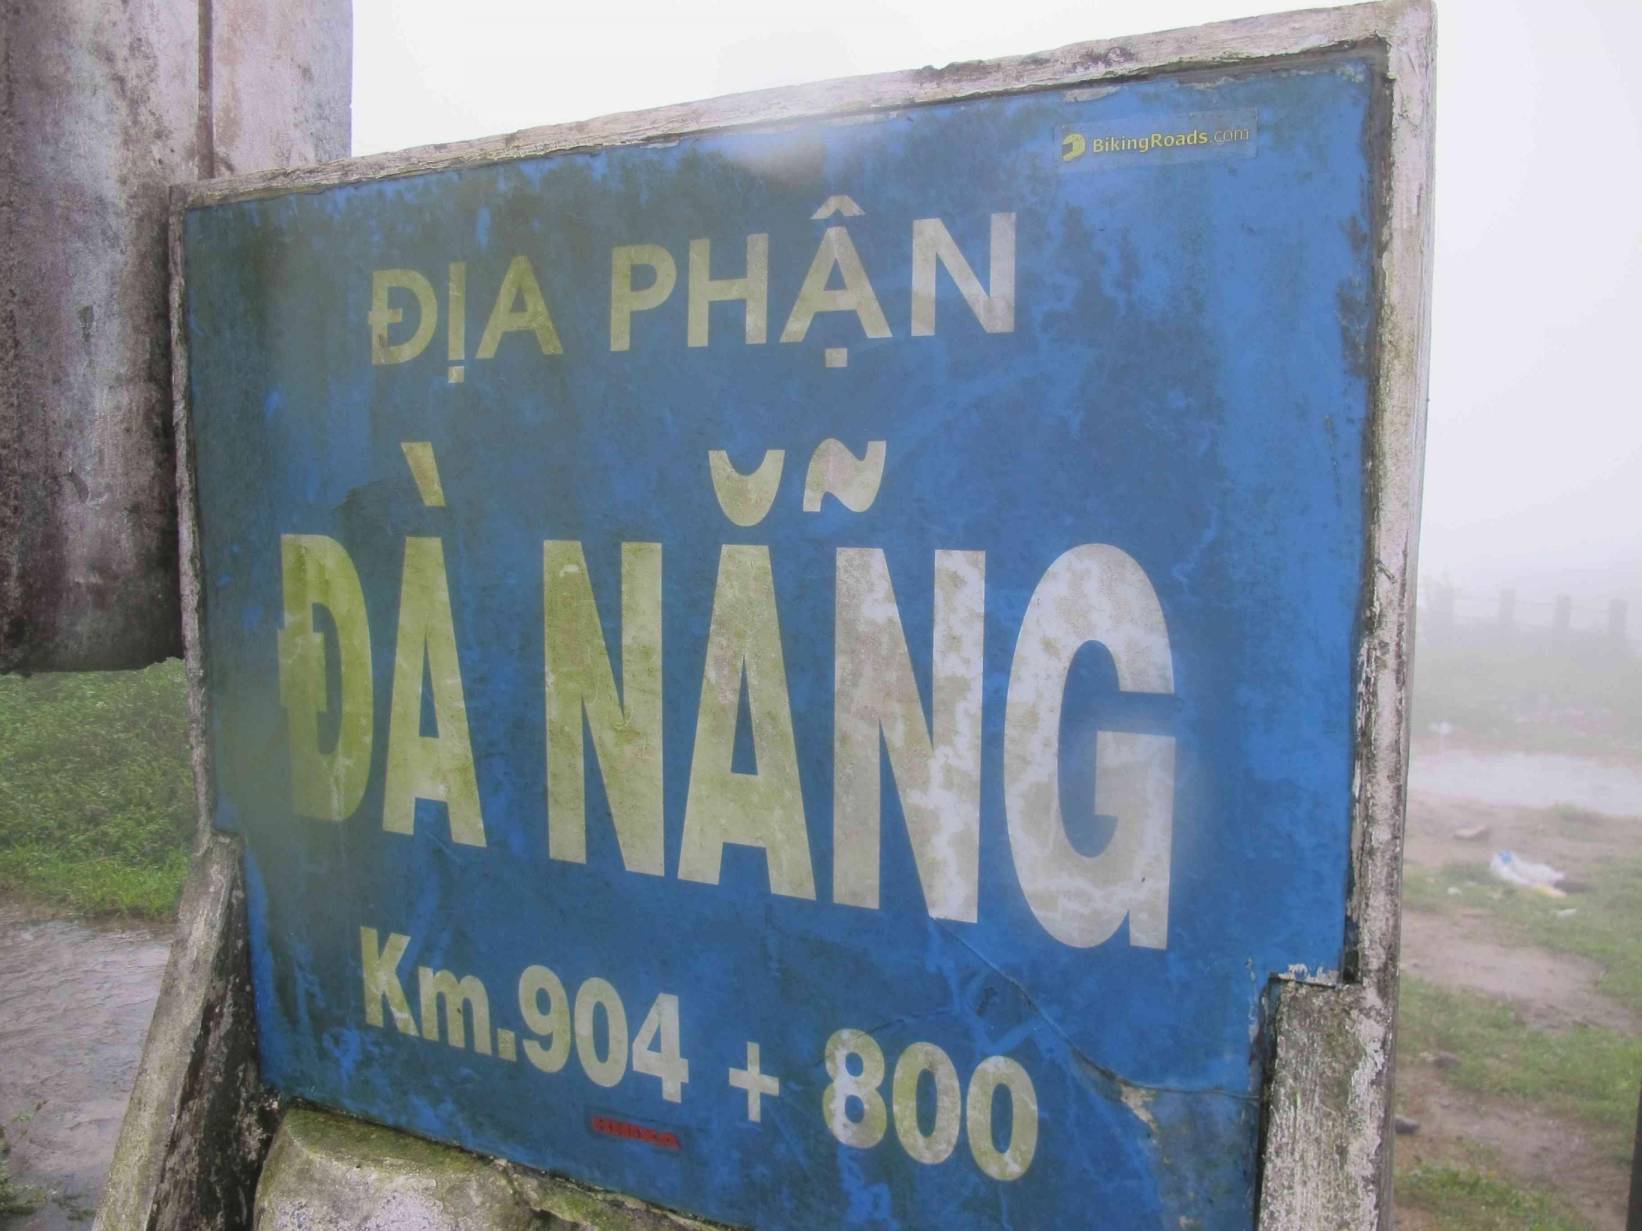 BikingRoads.com
ĐỊA PHẬN
ĐÀ NẴNG
Km.904 + 800